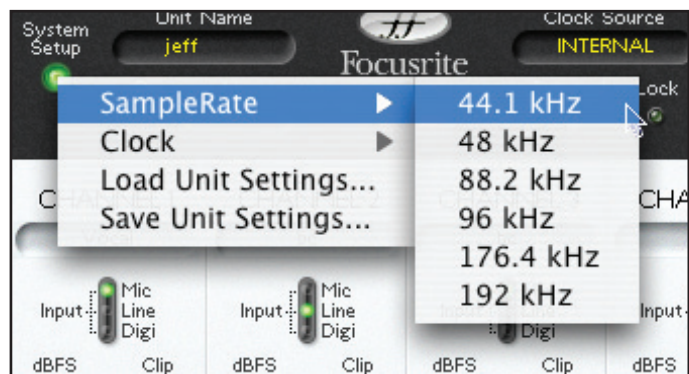 System Setup
Unit Name
jeff
Focusrite
Clock Source
INTERNAL
Lock
SampleRate
Clock
Load Unit Settings...
Save Unit Settings...
44.1 kHz
48 kHz
88.2 kHz
96 kHz
176.4 kHz
192 kHz
Input
Mic
Line
Digi
Input
Mic
Line
Digi
Digi
Input
dBFS Clip dBFS Clip dBFS Clip dBFS